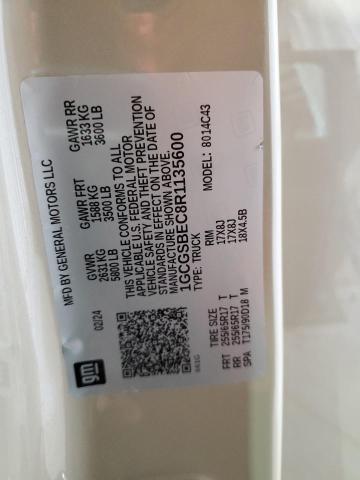 MFD BY GENERAL MOTORS LLC
02/24
GVWR
2631 KG
5800 LB
GAWR FRT
1588 KG
3500 LB
GAWR RR
1633 KG
3600 LB
THIS VEHICLE CONFORMS TO ALL
APPLICABLE U.S. FEDERAL MOTOR
VEHICLE SAFETY AND THEFT PREVENTION
STANDARDS IN EFFECT ON THE DATE OF
MANUFACTURE SHOWN ABOVE.
1GCGSBEC8R1135600
TYPE: TRUCK
MODEL: 8014C43
TIRE SIZE RIM
FRT 255/65R17 T 17X8J
RR 255/65R17 T 17X8J
SPA T175/90D18 M 18X4.5B
gm